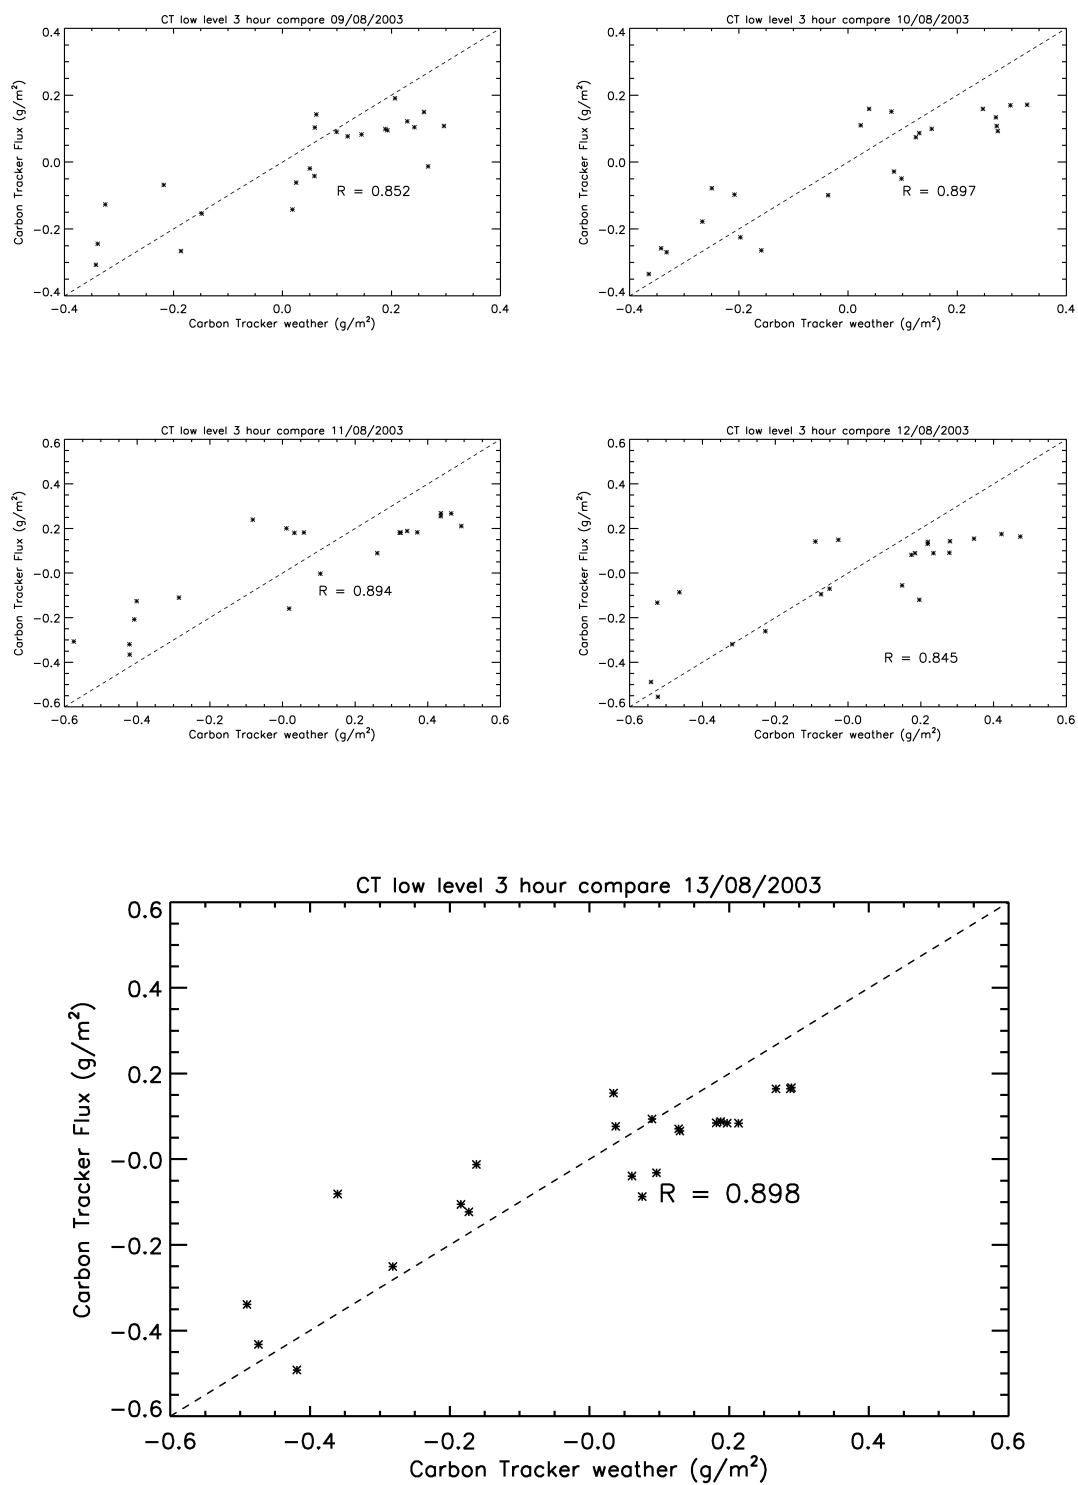 CT low level 3 hour compare 09/08/2003
0.4
0.2
0.0
−0.2
−0.4
Carbon Tracker Flux (g/m²)
R = 0.852
−0.4 −0.2 0.0 0.2 0.4
Carbon Tracker weather (g/m²)
CT low level 3 hour compare 10/08/2003
0.4
0.2
0.0
−0.2
−0.4
Carbon Tracker Flux (g/m²)
R = 0.897
−0.4 −0.2 0.0 0.2 0.4
Carbon Tracker weather (g/m²)
CT low level 3 hour compare 11/08/2003
0.6
0.4
0.2
−0.0
−0.2
−0.4
−0.6
Carbon Tracker Flux (g/m²)
R = 0.894
−0.6 −0.4 −0.2 −0.0 0.2 0.4 0.6
Carbon Tracker weather (g/m²)
CT low level 3 hour compare 12/08/2003
0.6
0.4
0.2
−0.0
−0.2
−0.4
−0.6
Carbon Tracker Flux (g/m²)
R = 0.845
−0.6 −0.4 −0.2 −0.0 0.2 0.4 0.6
Carbon Tracker weather (g/m²)
CT low level 3 hour compare 13/08/2003
0.6
0.4
0.2
−0.0
−0.2
−0.4
−0.6
Carbon Tracker Flux (g/m²)
R = 0.898
−0.6 −0.4 −0.2 −0.0 0.2 0.4 0.6
Carbon Tracker weather (g/m²)